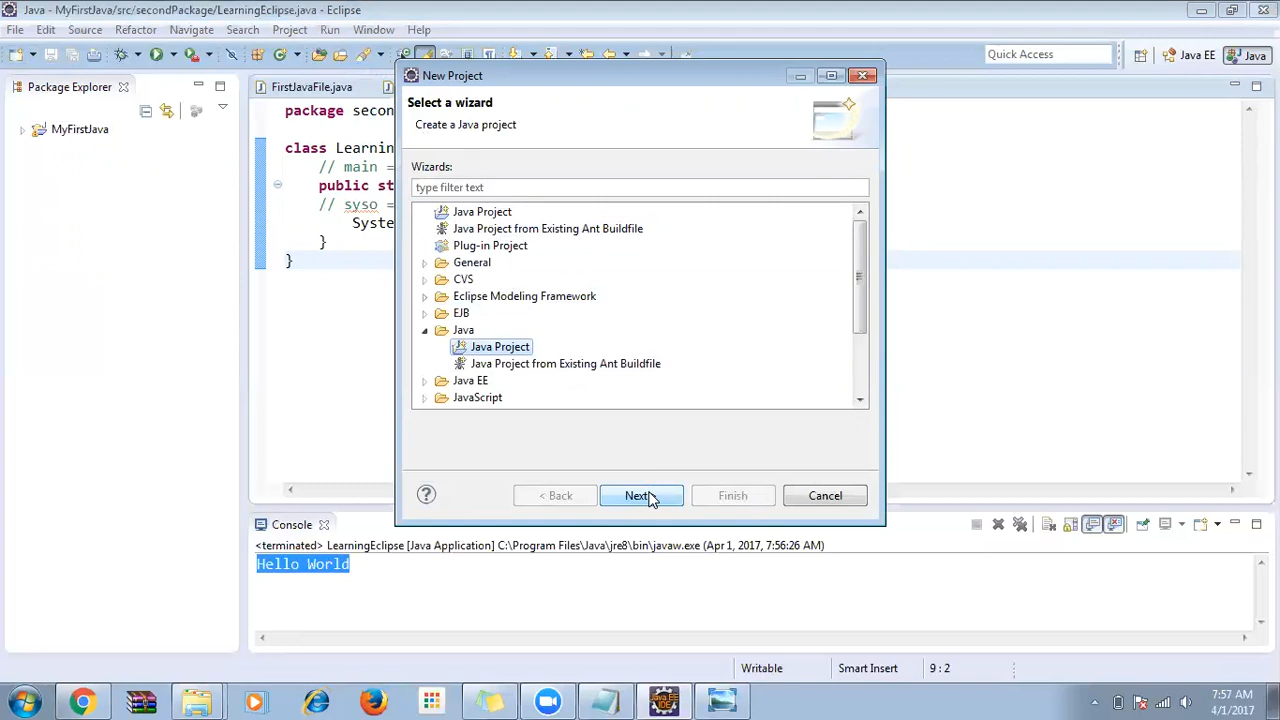 Java - MyFirstJava/src/secondPackage/LearningEclipse.java - Eclipse
File Edit Source Refactor Navigate Search Project Run Window Help
Quick Access
Java EE
Java
Package Explorer
MyFirstJava
FirstJavaFile.java
package secon
class Learnin
// main =
public st
// syso =
Syste
}
}
New Project
Select a wizard
Create a Java project
Wizards:
type filter text
Java Project
Java Project from Existing Ant Buildfile
Plug-in Project
General
CVS
Eclipse Modeling Framework
EJB
Java
Java Project
Java Project from Existing Ant Buildfile
Java EE
JavaScript
< Back
Next
Finish
Cancel
Console
<terminated> LearningEclipse [Java Application] C:\Program Files\Java\jre8\bin\javaw.exe (Apr 1, 2017, 7:56:26 AM)
Hello World
Writable
Smart Insert
9 : 2
Java EE
IDE
7:57 AM
4/1/2017